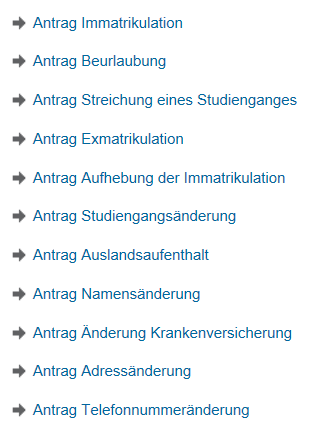 Antrag Immatrikulation
Antrag Beurlaubung
Antrag Streichung eines Studienganges
Antrag Exmatrikulation
Antrag Aufhebung der Immatrikulation
Antrag Studiengangsänderung
Antrag Auslandsaufenthalt
Antrag Namensänderung
Antrag Änderung Krankenversicherung
Antrag Adressänderung
Antrag Telefonnummeränderung